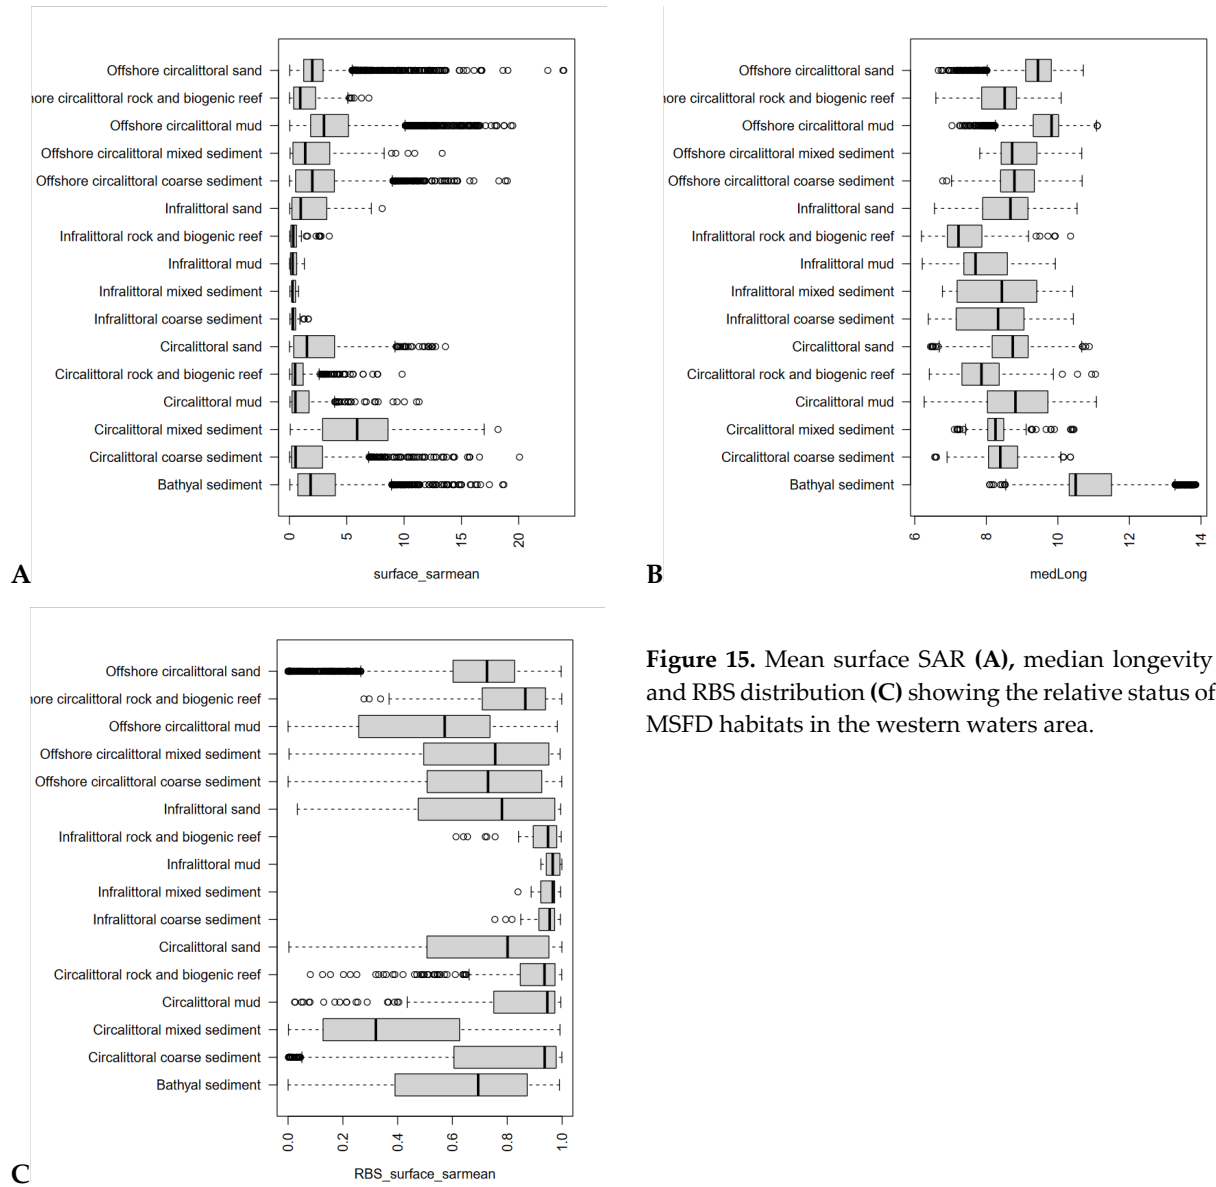 Offshore circalittoral sand
hore circalittoral rock and biogenic reef
Offshore circalittoral mud
Offshore circalittoral mixed sediment
Offshore circalittoral coarse sediment
Infralittoral sand
Infralittoral rock and biogenic reef
Infralittoral mud
Infralittoral mixed sediment
Infralittoral coarse sediment
Circalittoral sand
Circalittoral rock and biogenic reef
Circalittoral mud
Circalittoral mixed sediment
Circalittoral coarse sediment
Bathyal sediment
0 5 10 15 20
surface_sarmean
A
Offshore circalittoral sand
ore circalittoral rock and biogenic reef
Offshore circalittoral mud
Offshore circalittoral mixed sediment
Offshore circalittoral coarse sediment
Infralittoral sand
Infralittoral rock and biogenic reef
Infralittoral mud
Infralittoral mixed sediment
Infralittoral coarse sediment
Circalittoral sand
Circalittoral rock and biogenic reef
Circalittoral mud
Circalittoral mixed sediment
Circalittoral coarse sediment
Bathyal sediment
6 8 10 12 14
medLong
B
Offshore circalittoral sand
hore circalittoral rock and biogenic reef
Offshore circalittoral mud
Offshore circalittoral mixed sediment
Offshore circalittoral coarse sediment
Infralittoral sand
Infralittoral rock and biogenic reef
Infralittoral mud
Infralittoral mixed sediment
Infralittoral coarse sediment
Circalittoral sand
Circalittoral rock and biogenic reef
Circalittoral mud
Circalittoral mixed sediment
Circalittoral coarse sediment
Bathyal sediment
0.0 0.2 0.4 0.6 0.8 1.0
RBS_surface_sarmean
C
Figure 15. Mean surface SAR (A), median longevity
and RBS distribution (C) showing the relative status of
MSFD habitats in the western waters area.